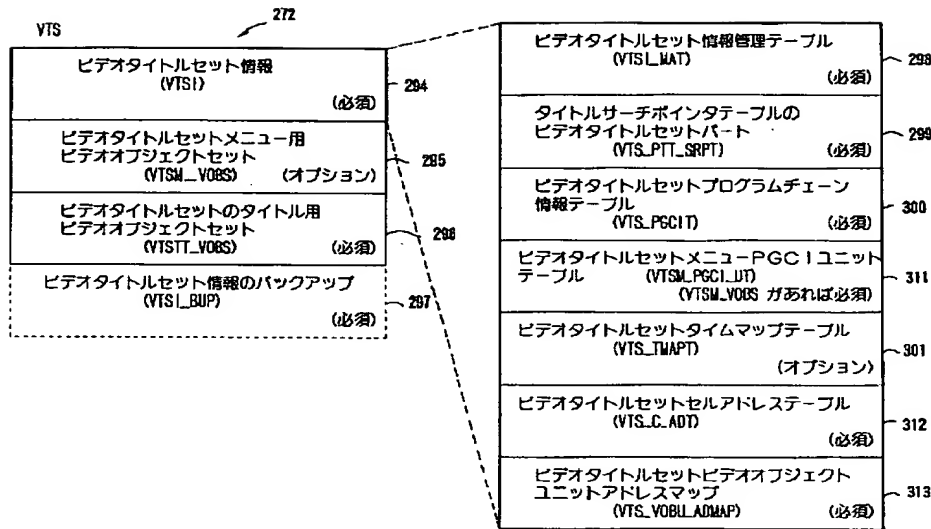 VTS
272
ビデオタイトルセット情報
(VTSI)
(必須)
294
ビデオタイトルセットメニュー用
ビデオオブジェクトセット
(VTSM_VOBS) (オプション)
295
ビデオタイトルセットのタイトル用
ビデオオブジェクトセット
(VTSTT_VOBS) (必須)
296
ビデオタイトルセット情報のバックアップ
(VTSI_BUP)
(必須)
297
ビデオタイトルセット情報管理テーブル
(VTSI_MAT)
(必須)
298
タイトルサーチポインタテーブルの
ビデオタイトルセットパート
(VTS_PTT_SRPT) (必須)
299
ビデオタイトルセットプログラムチェーン
情報テーブル
(VTS_PGCIT) (必須)
300
ビデオタイトルセットメニューPGCIユニット
テーブル (VTSM_PGCI_UT)
(VTSM_VOBS があれば必須)
311
ビデオタイトルセットタイムマップテーブル
(VTS_TMAPT)
(オプション)
301
ビデオタイトルセットセルアドレステーブル
(VTS_C_ADT)
(必須)
312
ビデオタイトルセットビデオオブジェクト
ユニットアドレスマップ
(VTS_VOBU_ADMAP) (必須)
313